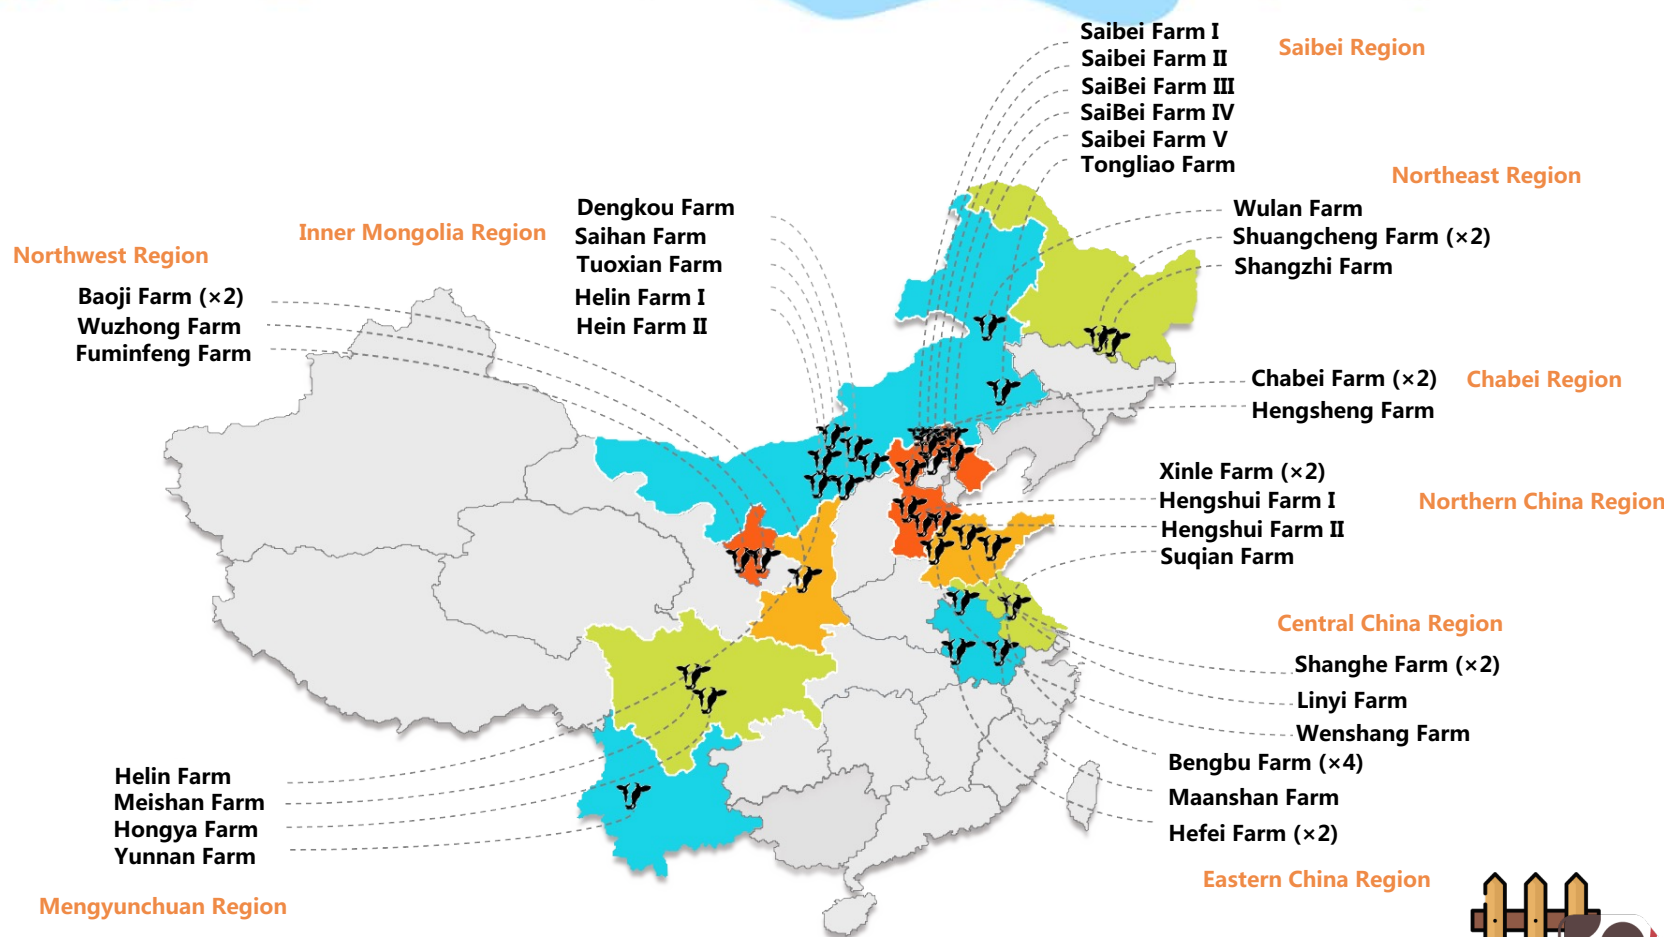 Saibei Farm I
Saibei Farm II
SaiBei Farm III
SaiBei Farm IV
Saibei Farm V
Tongliao Farm
Saibei Region
Northeast Region
Wulan Farm
Shuangcheng Farm (×2)
Shangzhi Farm
Inner Mongolia Region
Dengkou Farm
Saihan Farm
Tuoxian Farm
Helin Farm I
Hein Farm II
Northwest Region
Baoji Farm (×2)
Wuzhong Farm
Fuminfeng Farm
Chabei Farm (×2)
Hengsheng Farm
Chabei Region
Xinle Farm (×2)
Hengshui Farm I
Hengshui Farm II
Suqian Farm
Northern China Region
Central China Region
Shanghe Farm (×2)
Linyi Farm
Wenshang Farm
Bengbu Farm (×4)
Maanshan Farm
Hefei Farm (×2)
Eastern China Region
Helin Farm
Meishan Farm
Hongya Farm
Yunnan Farm
Mengyunchuan Region